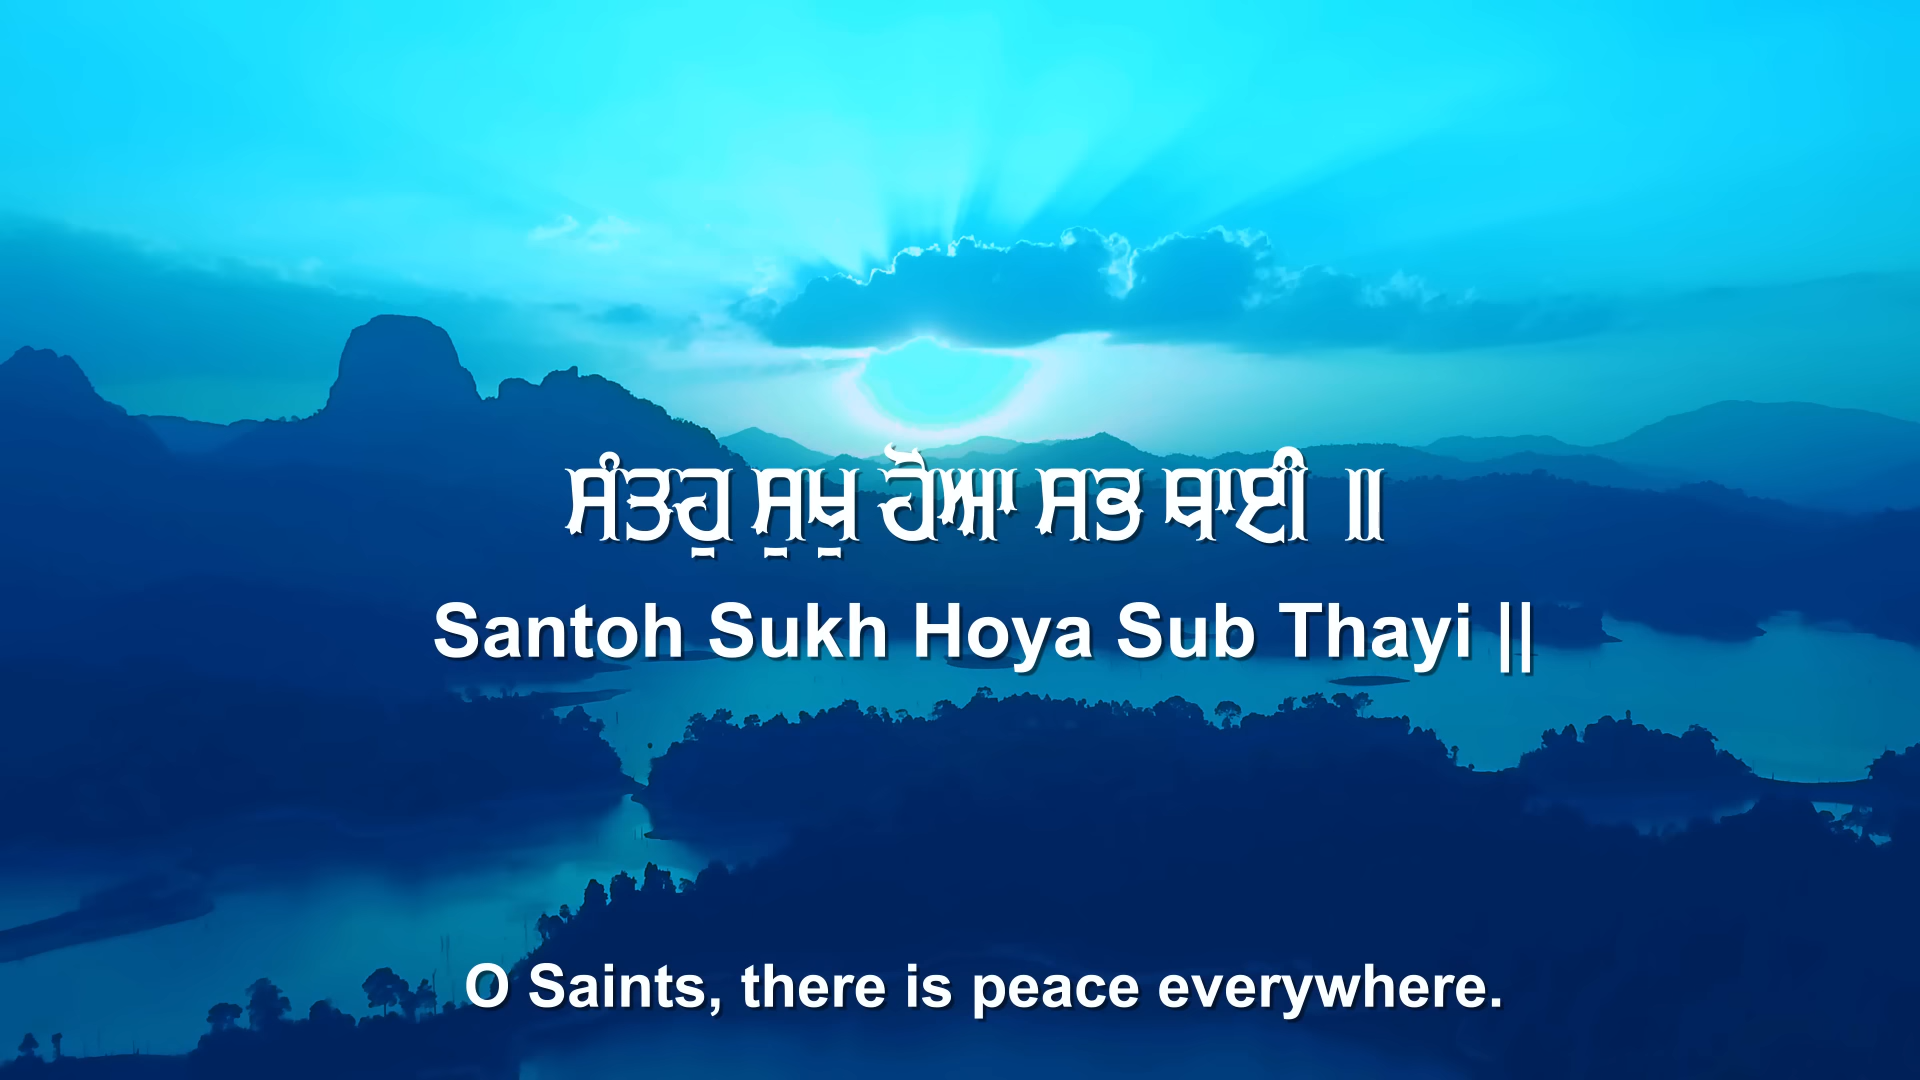 ਸੰਤਹੁ ਸੁਖੁ ਹੋਆ ਸਭ ਥਾਈ ॥
Santoh Sukh Hoya Sub Thayi ||
O Saints, there is peace everywhere.